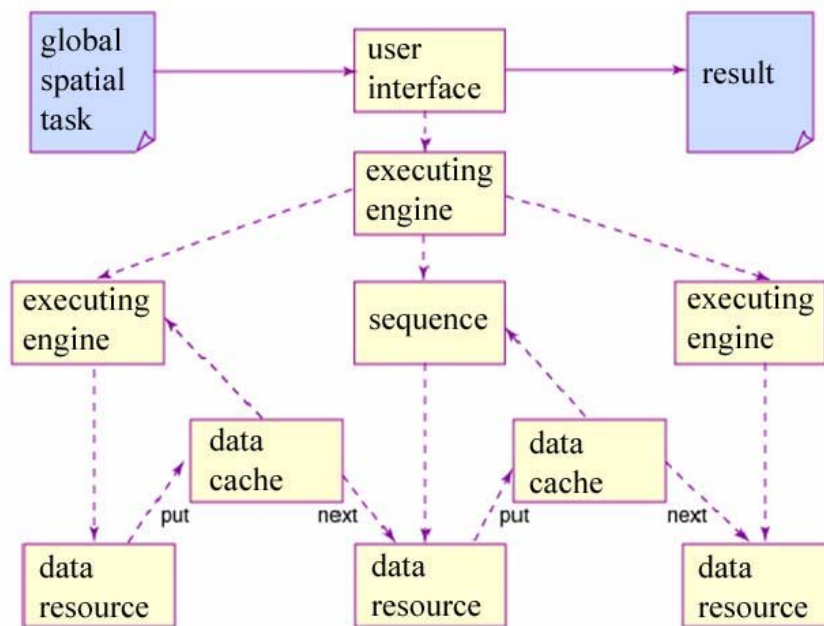 global
spatial
task
user
interface
result
executing
engine
executing
engine
sequence
executing
engine
data
cache
data
cache
put
next
put
next
data
resource
data
resource
data
resource